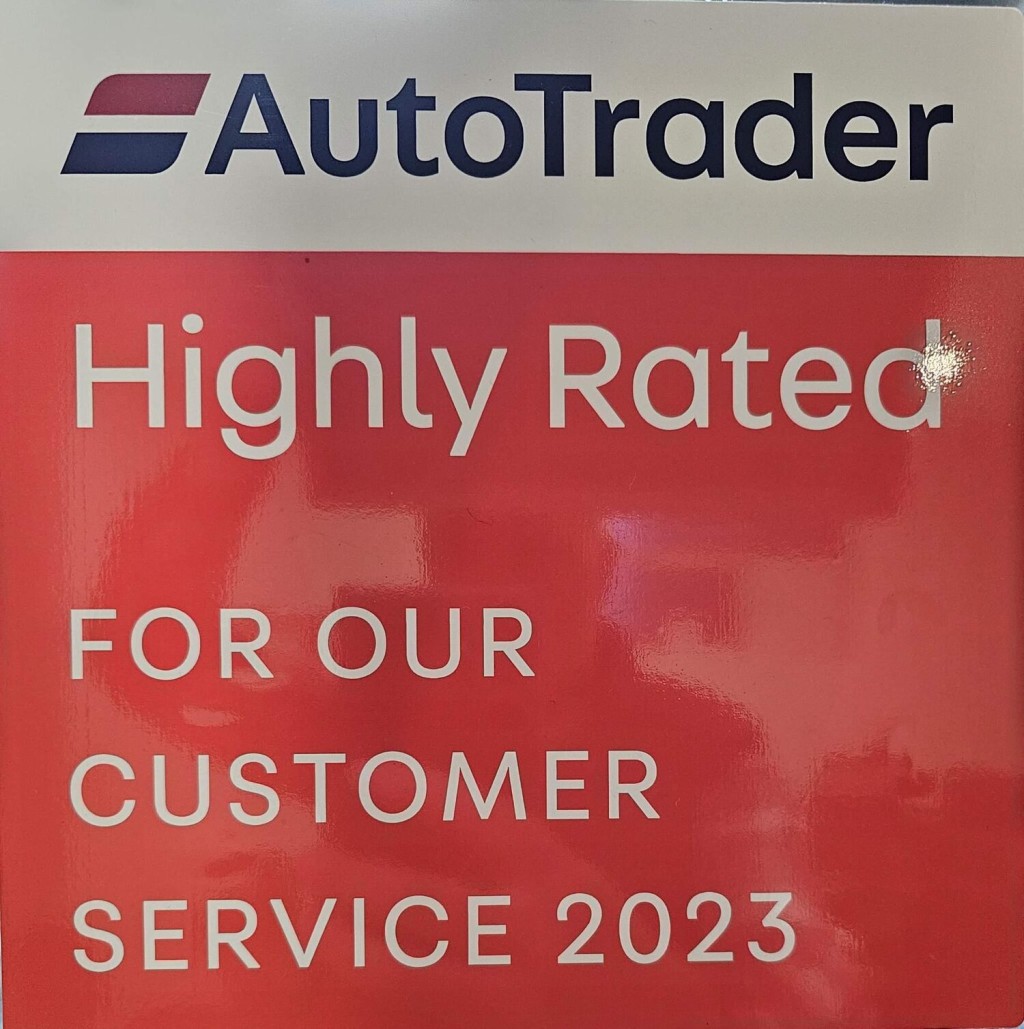 AutoTrader
Highly Rated
FOR OUR
CUSTOMER
SERVICE 2023